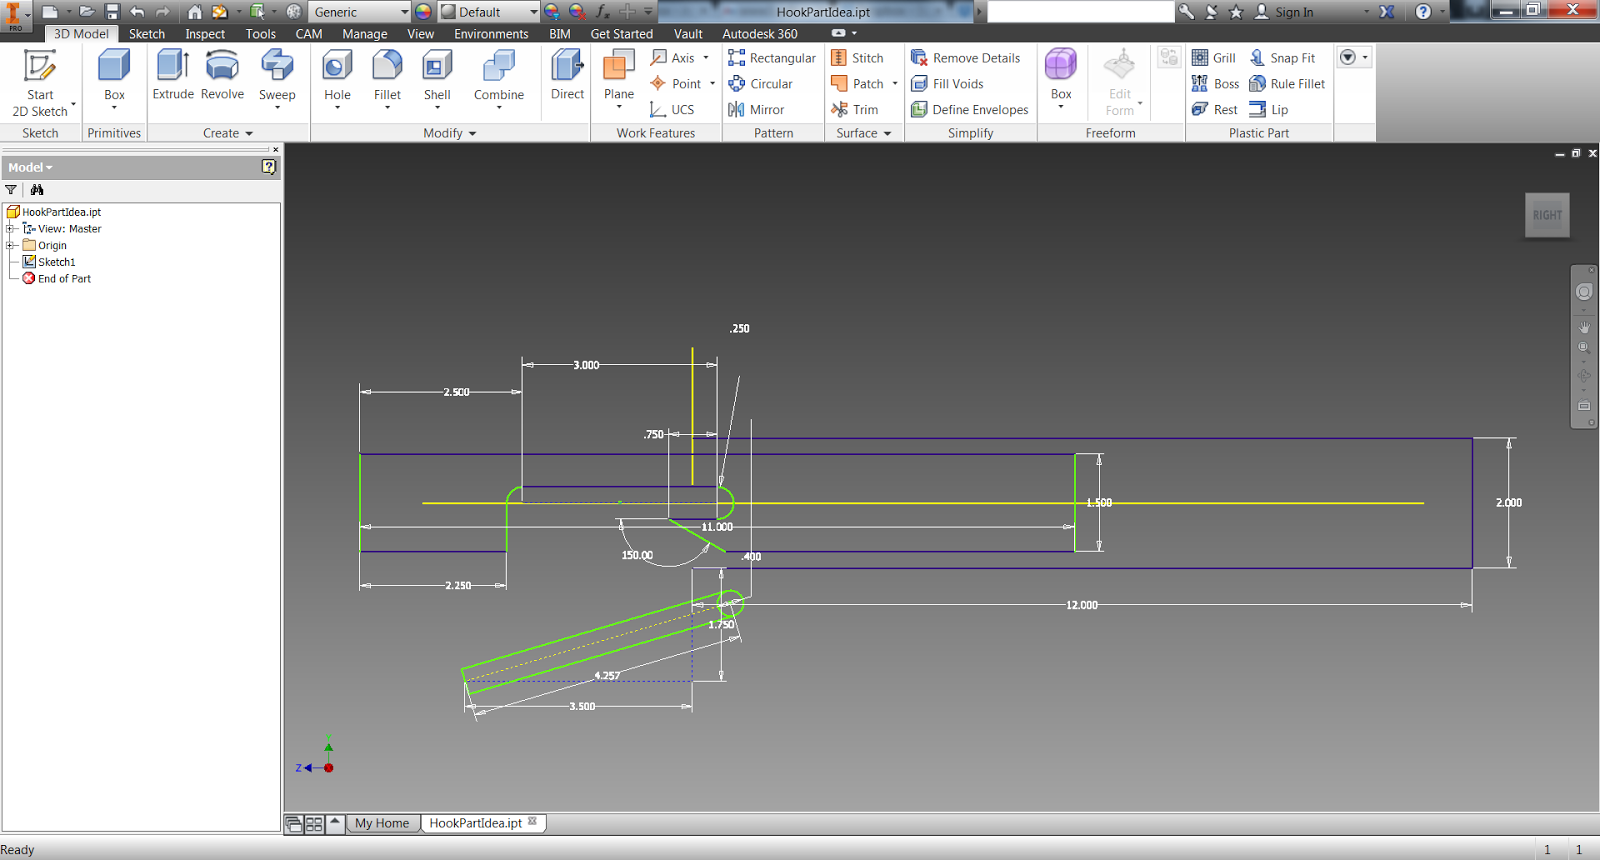 PRO
Generic
Default
fx
HookPartIdea.ipt
Sign In
3D Model Sketch Inspect Tools CAM Manage View Environments BIM Get Started Vault Autodesk 360
Start
2D Sketch
Box
Extrude
Revolve
Sweep
Hole
Fillet
Shell
Combine
Direct
Plane
Axis
Point
UCS
Rectangular
Circular
Mirror
Stitch
Patch
Trim
Remove Details
Fill Voids
Define Envelopes
Box
Edit
Form
Grill
Boss
Rest
Snap Fit
Rule Fillet
Lip
Sketch Primitives Create Modify Work Features Pattern Surface Simplify Freeform Plastic Part
Model
HookPartIdea.ipt
View: Master
Origin
Sketch1
End of Part
RIGHT
.250
3.000
2.500
.750
1.500
2.000
11.000
150.00
.400
2.250
12.000
1.750
4.257
3.500
Z
My Home
HookPartIdea.ipt
Ready
1 1